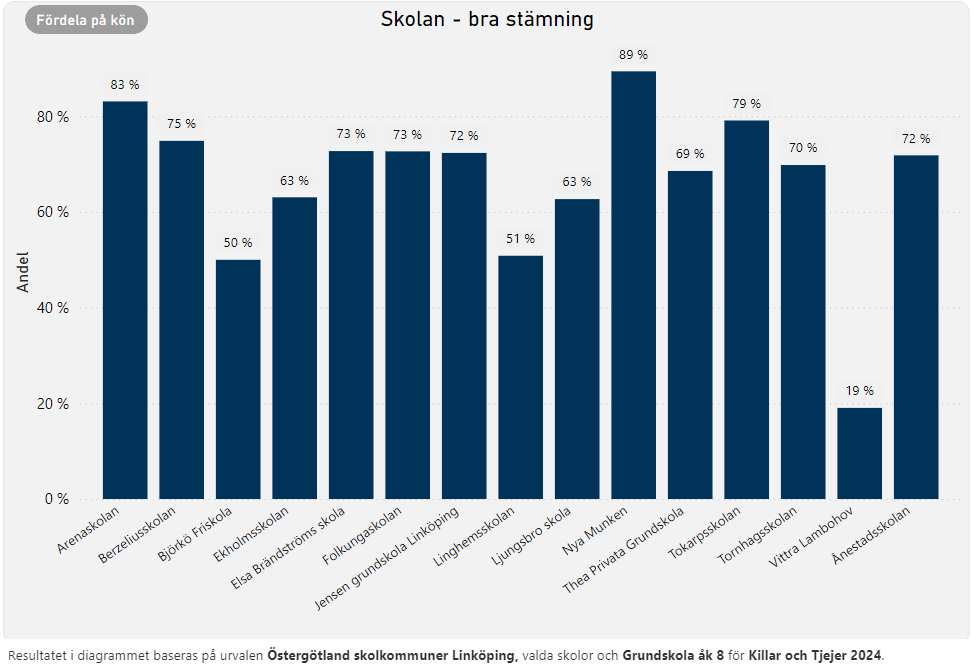 Fördela på kön
Skolan - bra stämning
89 %
83 %
79 %
80 %
75 %
73 %
73 %
72 %
70 %
72 %
69 %
63 %
63 %
60 %
50 %
51 %
Andel
40 %
20 %
19 %
0 %
Arenaskolan
Berzeliusskolan
Björkö Friskola
Ekholmsskolan
Elsa Brändströms skola
Folkungaskolan
Jensen grundskola Linköping
Linghemsskolan
Ljungsbro skola
Nya Munken
Thea Privata Grundskola
Tokarpsskolan
Tornhagsskolan
Vittra Lambohov
Ånestadsskolan
Resultatet i diagrammet baseras på urvalen Östergötland skolkommuner Linköping, valda skolor och Grundskola åk 8 för Killar och Tjejer 2024.